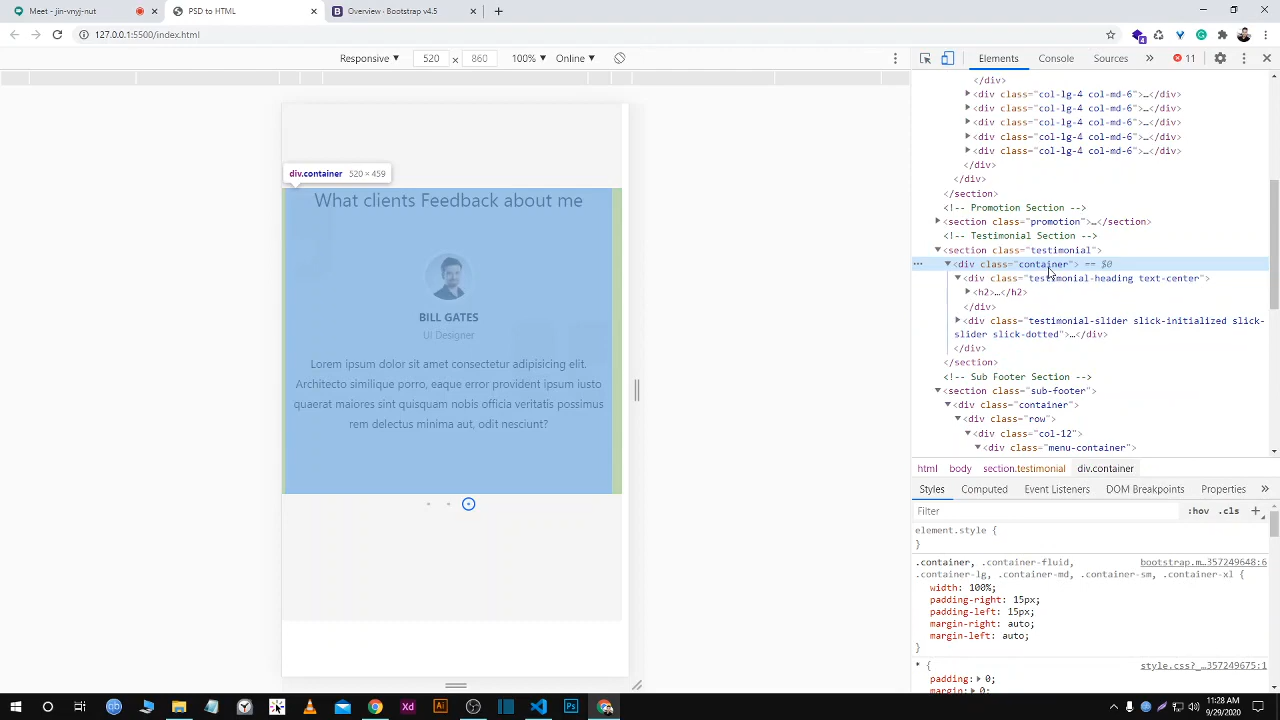 Meet - jin-vnyj-nut
PSD to HTML
Overview · Bootstrap v4.5
127.0.0.1:5500/index.html
Responsive ▼ 520 × 860 100% ▼ Online ▼
Elements Console Sources » 11
</div>
<div class="col-lg-4 col-md-6">…</div>
<div class="col-lg-4 col-md-6">…</div>
<div class="col-lg-4 col-md-6">…</div>
<div class="col-lg-4 col-md-6">…</div>
<div class="col-lg-4 col-md-6">…</div>
</div>
</div>
</section>
<!-- Promotion Section -->
<section class="promotion">…</section>
<!-- Testimonial Section -->
<section class="testimonial">
<div class="container"> == $0
<div class="testimonial-heading text-center">
<h2>…</h2>
</div>
<div class="testimonial-slider slick-initialized slick-
slider slick-dotted">…</div>
</div>
</section>
<!-- Sub Footer Section -->
<section class="sub-footer">
<div class="container">
<div class="row">
<div class="col-12">
<div class="menu-container">
html body section.testimonial div.container
Styles Computed Event Listeners DOM Breakpoints Properties »
Filter :hov .cls +
element.style {
}
.container, .container-fluid, bootstrap.m…357249648:6
.container-lg, .container-md, .container-sm, .container-xl {
width: 100%;
padding-right: 15px;
padding-left: 15px;
margin-right: auto;
margin-left: auto;
}
* { style.css?_…357249675:1
padding: 0;
margin: 0;
div.container 520 × 459
What clients Feedback about me
BILL GATES
UI Designer
Lorem ipsum dolor sit amet consectetur adipisicing elit.
Architecto similique porro, eaque error provident ipsum iusto
quaerat maiores sint quisquam nobis officia veritatis possimus
rem delectus minima aut, odit nesciunt?
Xd
Ai
Ps
11:28 AM
9/29/2020